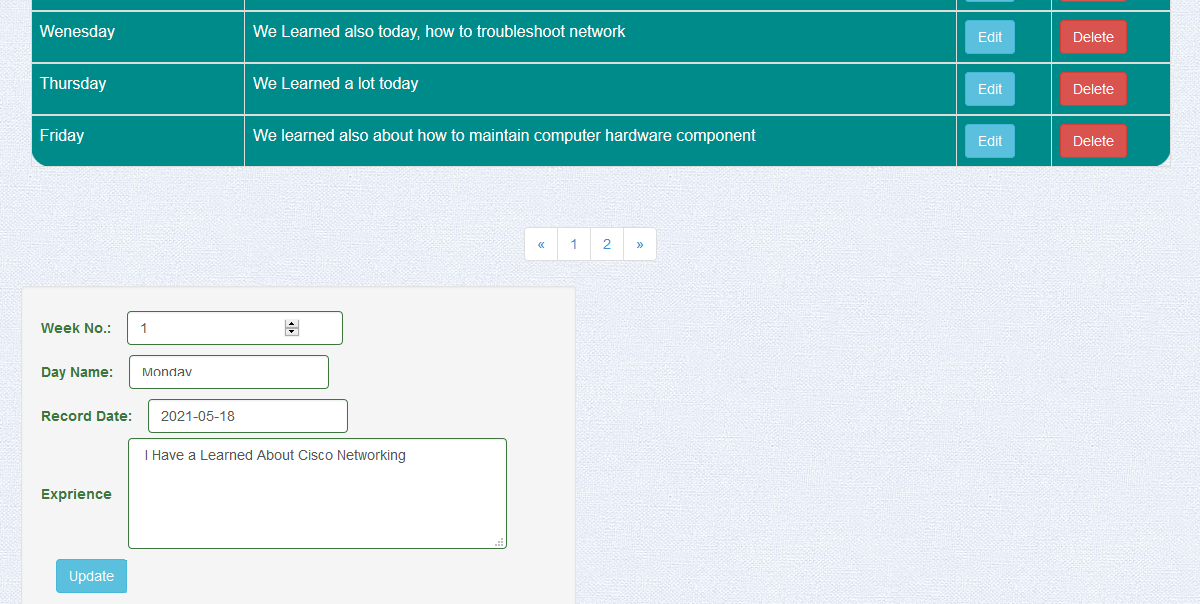 Wenesday We Learned also today, how to troubleshoot network Edit Delete
Thursday We Learned a lot today Edit Delete
Friday We learned also about how to maintain computer hardware component Edit Delete
« 1 2 »
Week No.: 1
Day Name: Monday
Record Date: 2021-05-18
Exprience I Have a Learned About Cisco Networking
Update